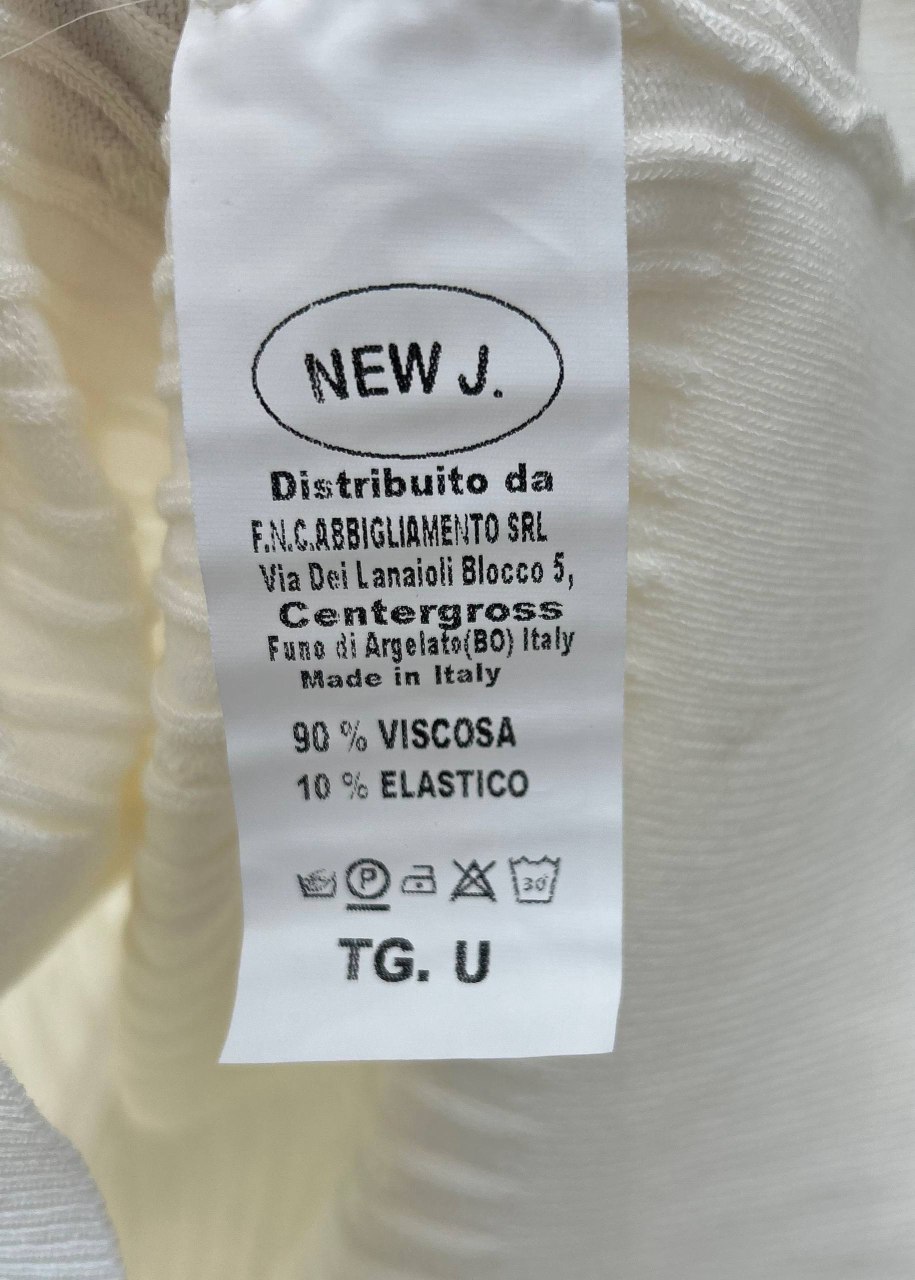 NEW J.
Distribuito da
F.N.C.ABBIGLIAMENTO SRL
Via Dei Lanaioli Blocco 5,
Centergross
Funo di Argelato(BO) Italy
Made in Italy
90 % VISCOSA
10 % ELASTICO
P 30°
TG. U